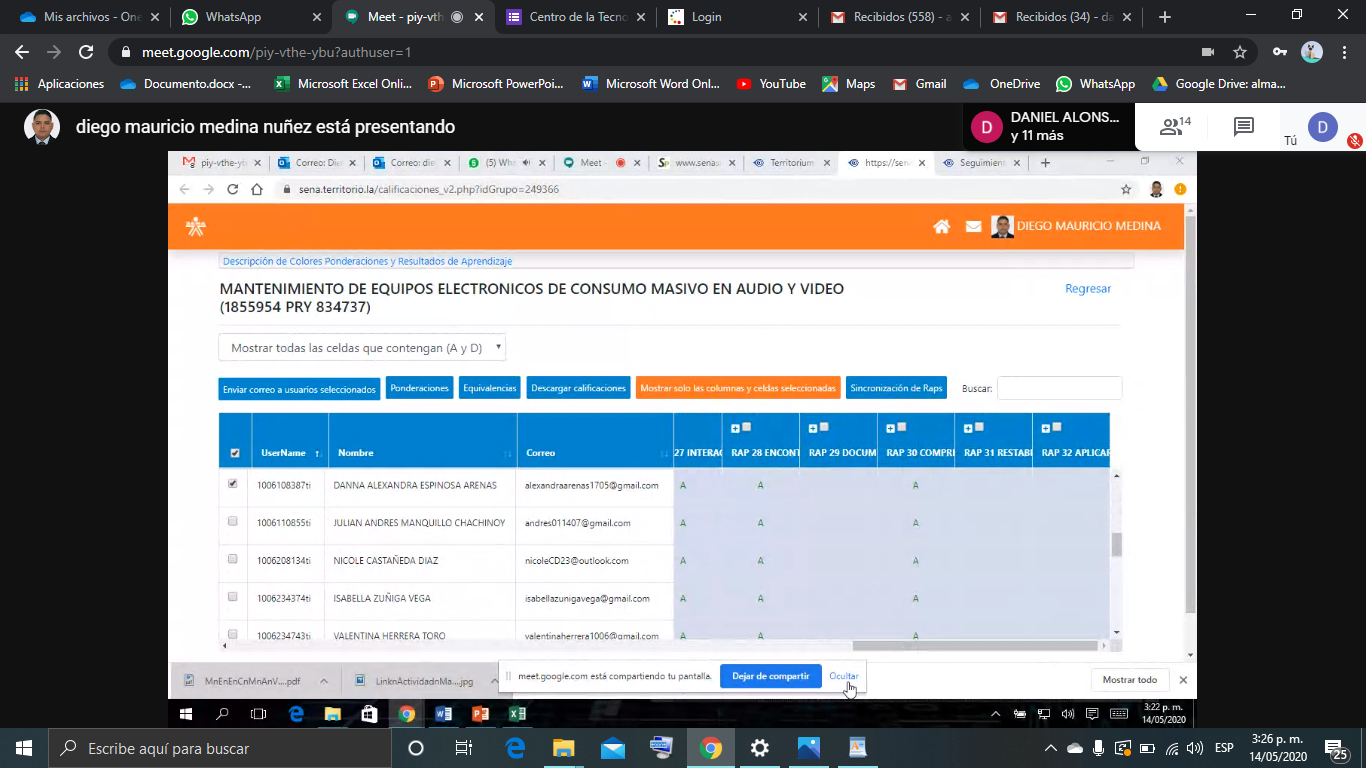 Mis archivos - One
WhatsApp
Meet - piy-vth
Centro de la Tecno
Login
Recibidos (558) - a
Recibidos (34) - da
meet.google.com/piy-vthe-ybu?authuser=1
Aplicaciones
Documento.docx -...
Microsoft Excel Onli...
Microsoft PowerPoi...
Microsoft Word Onl...
YouTube
Maps
Gmail
OneDrive
WhatsApp
Google Drive: alma...
diego mauricio medina nuñez está presentando
D
DANIEL ALONS...
y 11 más
14
Tú
D
piy-vthe-yb
Correo: Die
Correo: die
(5) Wh
Meet -
www.senas
Territorium
https://sen
Seguimien
sena.territorio.la/calificaciones_v2.php?idGrupo=249366
DIEGO MAURICIO MEDINA
Descripción de Colores Ponderaciones y Resultados de Aprendizaje
MANTENIMIENTO DE EQUIPOS ELECTRONICOS DE CONSUMO MASIVO EN AUDIO Y VIDEO
(1855954 PRY 834737)
Regresar
Mostrar todas las celdas que contengan (A y D)
Enviar correo a usuarios seleccionados
Ponderaciones
Equivalencias
Descargar calificaciones
Mostrar solo las columnas y celdas seleccionadas
Sincronización de Raps
Buscar:
UserName
Nombre
Correo
27 INTERAC
RAP 28 ENCONT
RAP 29 DOCUM
RAP 30 COMPRE
RAP 31 RESTABI
RAP 32 APLICAR
1006108387ti DANNA ALEXANDRA ESPINOSA ARENAS alexandraarenas1705@gmail.com A A A
1006110855ti JULIAN ANDRES MANQUILLO CHACHINOY andres011407@gmail.com A A A
1006208134ti NICOLE CASTAÑEDA DIAZ nicoleCD23@outlook.com A A A
1006234374ti ISABELLA ZUÑIGA VEGA isabellazunigavega@gmail.com A A A
1006234743ti VALENTINA HERRERA TORO valentinaherrera1006@gmail.com A A A
MnEnEnCnMnAnV....pdf
LinknActividadnMa....jpg
meet.google.com está compartiendo tu pantalla.
Dejar de compartir
Ocultar
Mostrar todo
3:22 p. m.
14/05/2020
Escribe aquí para buscar
ESP
3:26 p. m.
14/05/2020
25